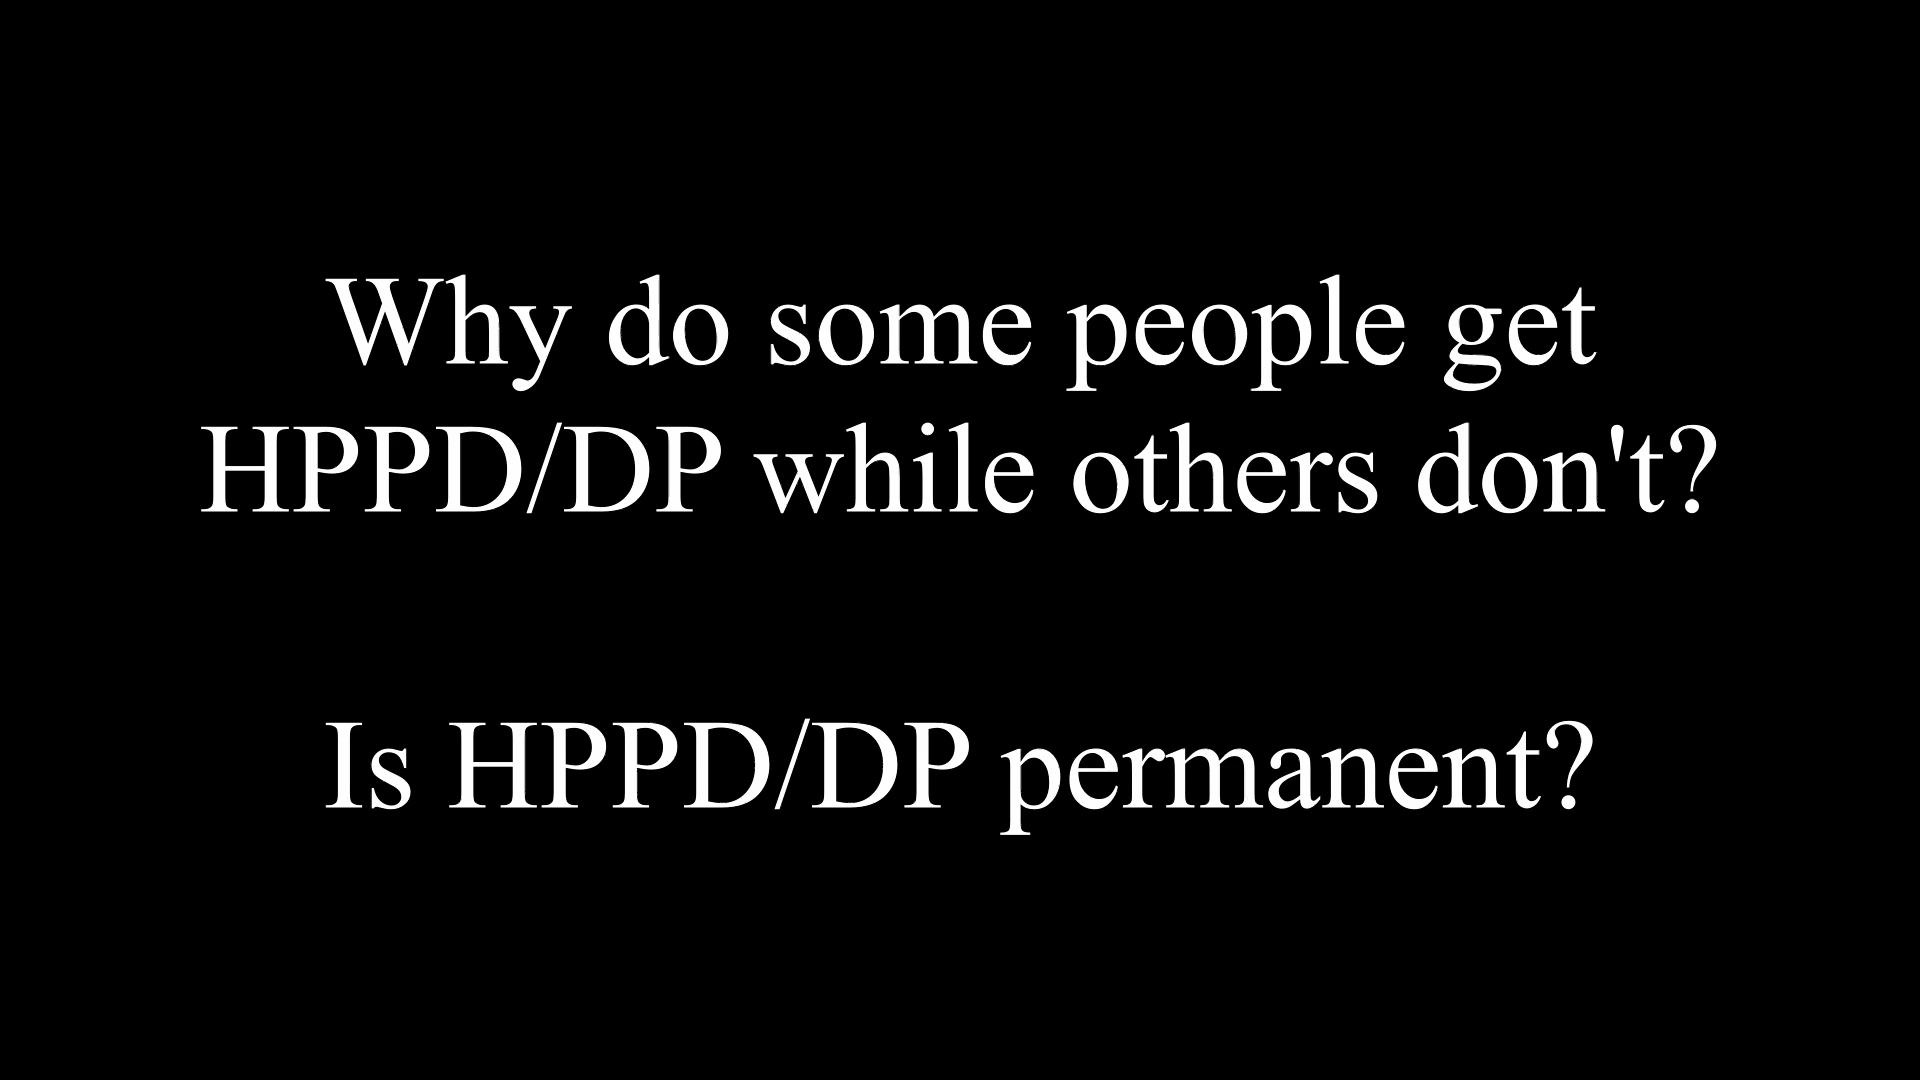 Why do some people get
HPPD/DP while others don't?
Is HPPD/DP permanent?